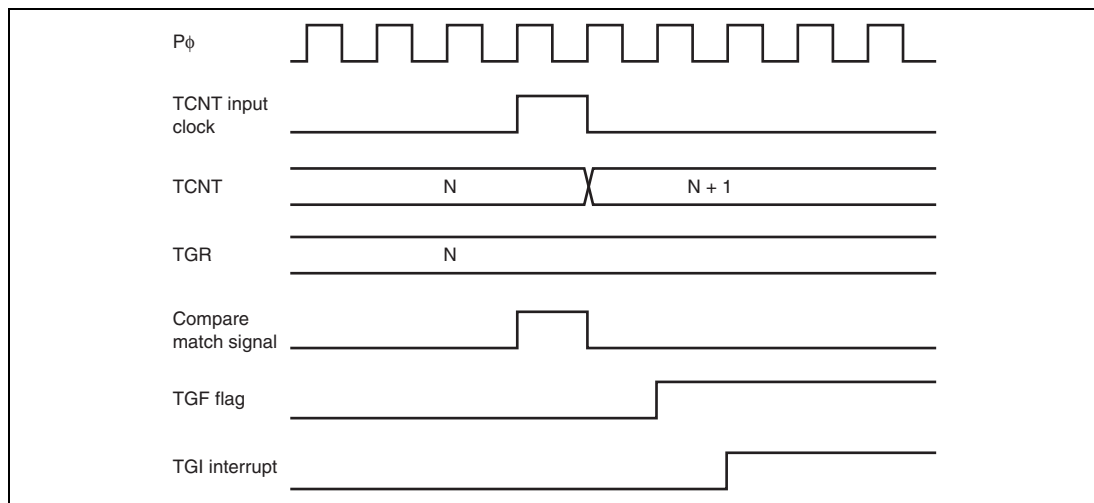 Pϕ
TCNT input
clock
TCNT
N
N + 1
TGR
N
Compare
match signal
TGF flag
TGI interrupt